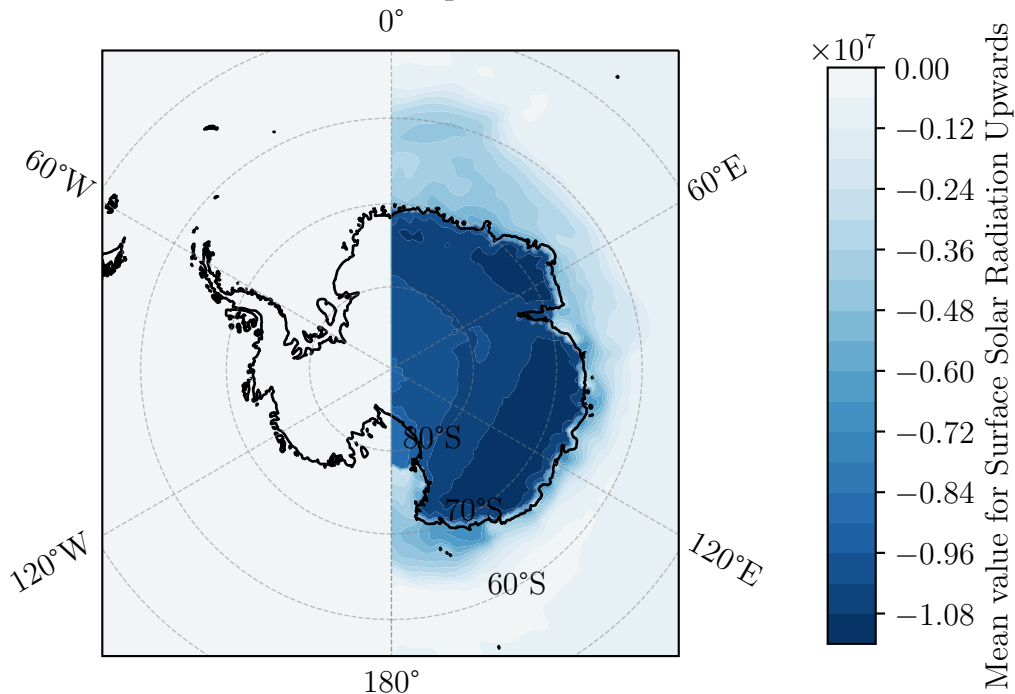 0°
60°W
60°E
120°W
120°E
180°
80°S
70°S
60°S
×10⁷
0.00
−0.12
−0.24
−0.36
−0.48
−0.60
−0.72
−0.84
−0.96
−1.08
Mean value for Surface Solar Radiation Upwards